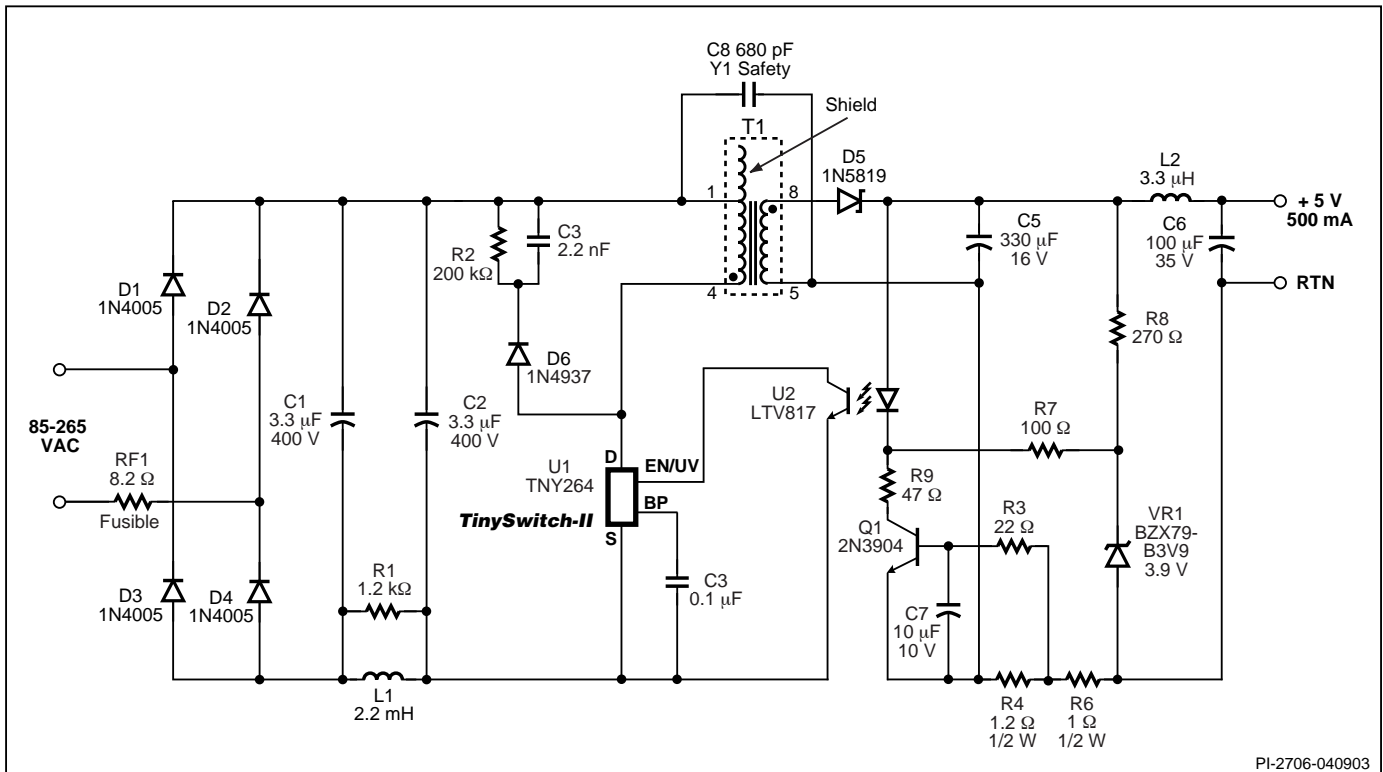 C8 680 pF
Y1 Safety
Shield
T1
D5
1N5819
L2
3.3 μH
1
8
+ 5 V
500 mA
C3
2.2 nF
R2
200 kΩ
C5
330 μF
16 V
C6
100 μF
35 V
4
5
RTN
D1
1N4005
D2
1N4005
R8
270 Ω
D6
1N4937
U2
LTV817
85-265
VAC
C1
3.3 μF
400 V
C2
3.3 μF
400 V
R7
100 Ω
RF1
8.2 Ω
Fusible
D
EN/UV
U1
TNY264
BP
TinySwitch-II
S
R9
47 Ω
Q1
2N3904
R3
22 Ω
VR1
BZX79-
B3V9
3.9 V
D3
1N4005
D4
1N4005
R1
1.2 kΩ
C3
0.1 μF
C7
10 μF
10 V
L1
2.2 mH
R4
1.2 Ω
1/2 W
R6
1 Ω
1/2 W
PI-2706-040903